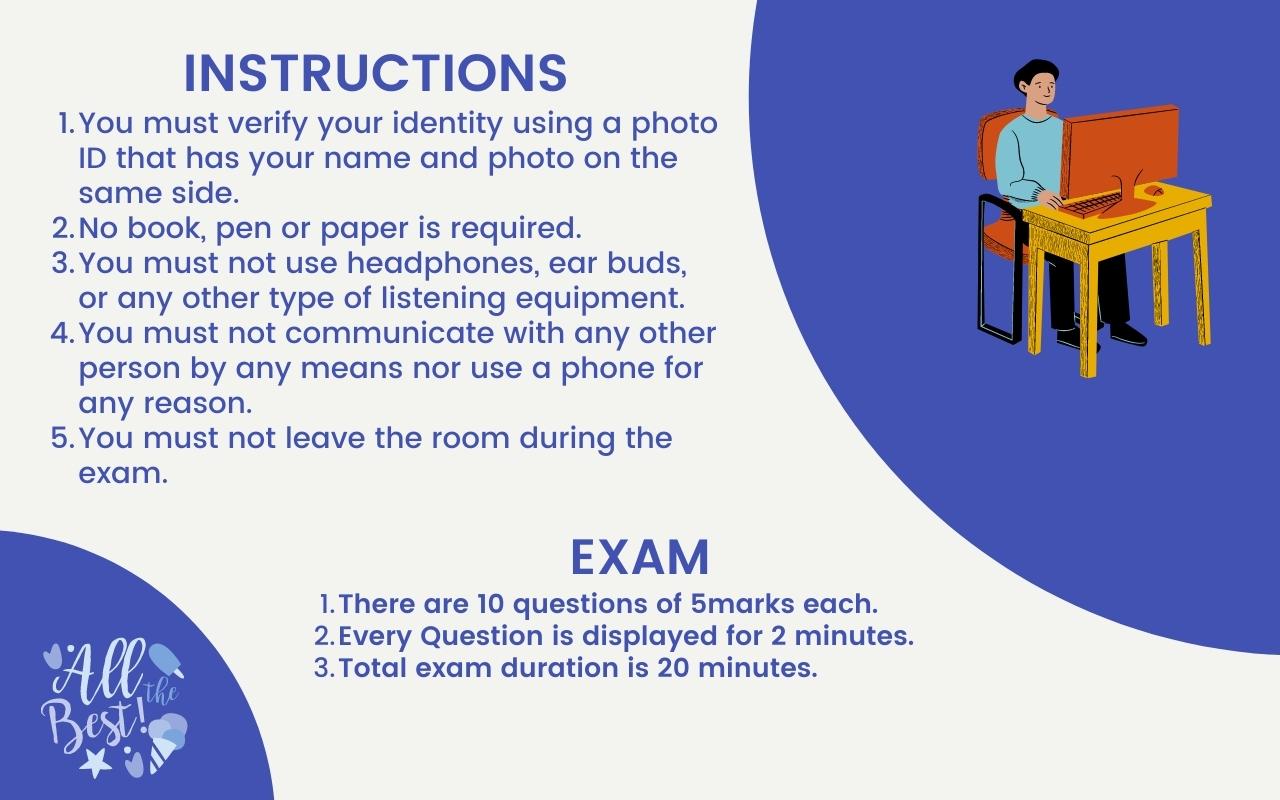 INSTRUCTIONS
1. You must verify your identity using a photo
ID that has your name and photo on the
same side.
2. No book, pen or paper is required.
3. You must not use headphones, ear buds,
or any other type of listening equipment.
4. You must not communicate with any other
person by any means nor use a phone for
any reason.
5. You must not leave the room during the
exam.
EXAM
1. There are 10 questions of 5marks each.
2. Every Question is displayed for 2 minutes.
3. Total exam duration is 20 minutes.
All
the
Best!